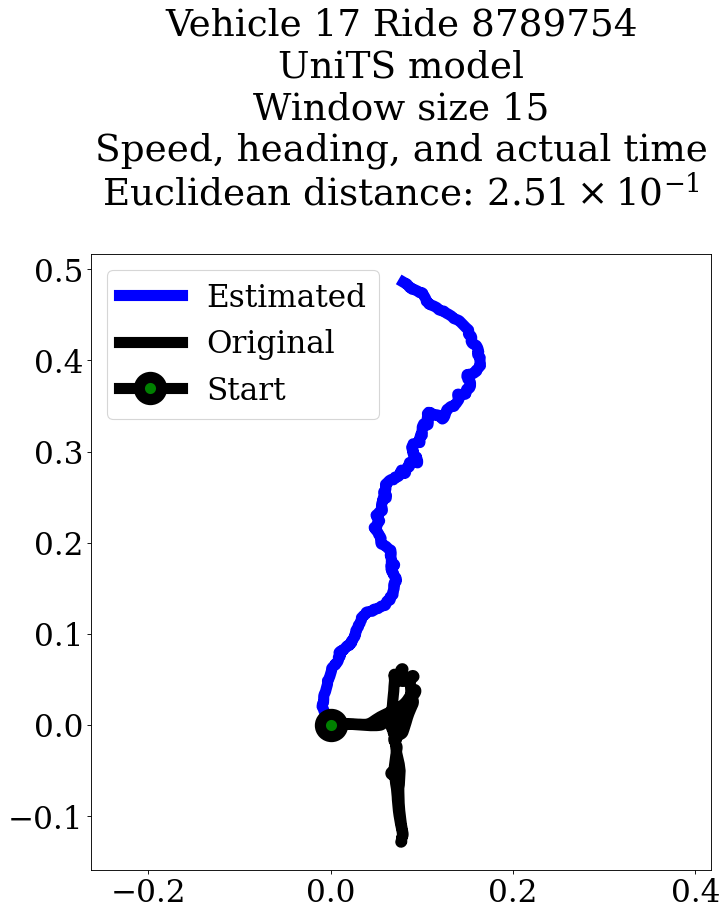 Vehicle 17 Ride 8789754
UniTS model
Window size 15
Speed, heading, and actual time
Euclidean distance: 2.51 × 10⁻¹
Estimated
Original
Start
0.5
0.4
0.3
0.2
0.1
0.0
−0.1
−0.2 0.0 0.2 0.4